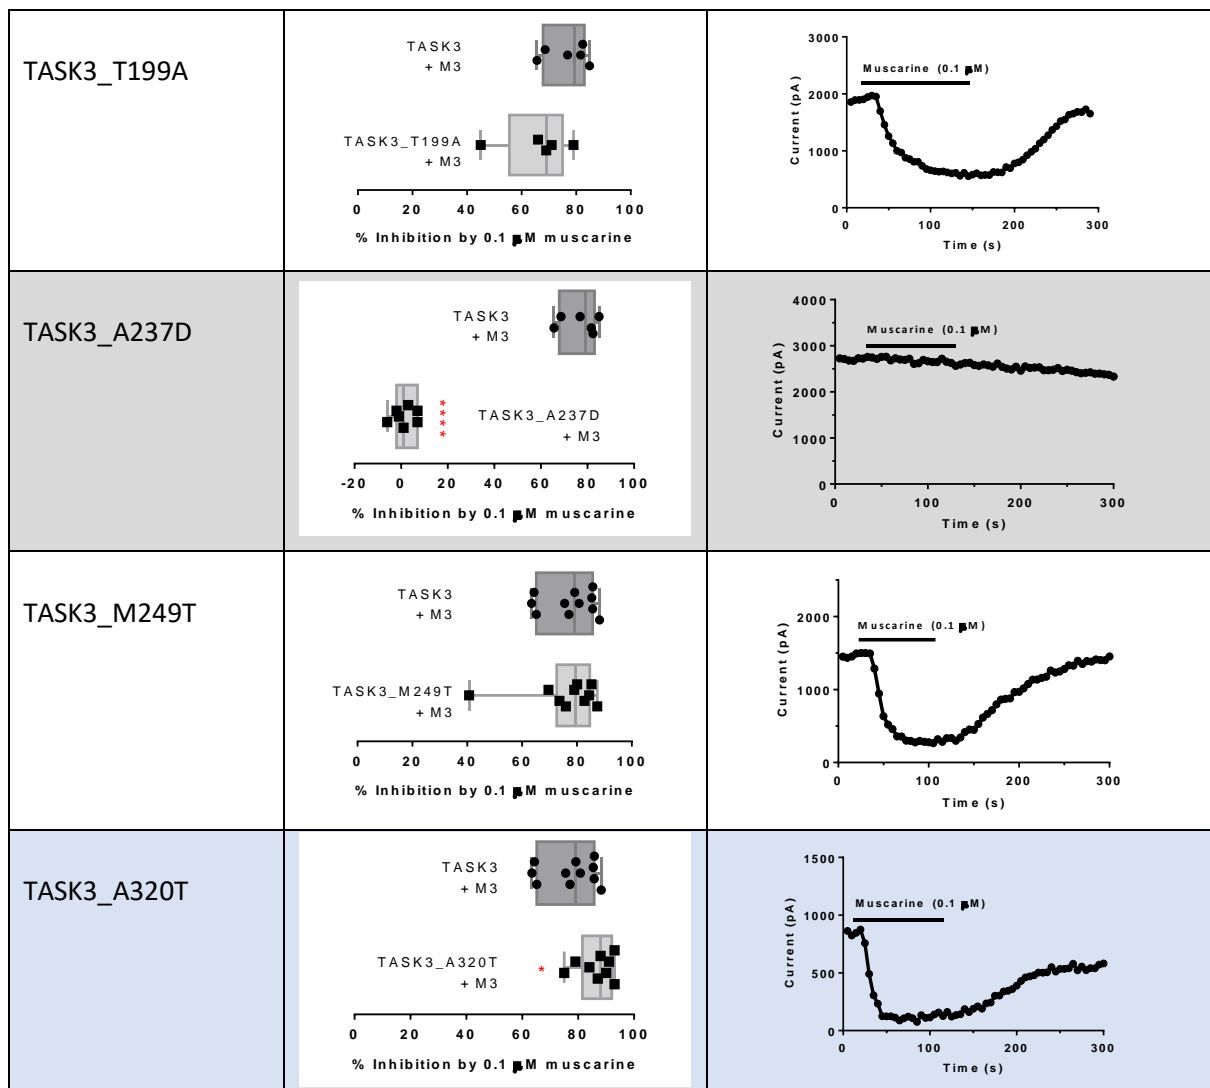 TASK3_T199A
TASK3
+ M3
TASK3_T199A
+ M3
0 20 40 60 80 100
% Inhibition by 0.1 μM muscarine
3000
2000
1000
0
Current (pA)
Muscarine (0.1 μM)
0 100 200 300
Time (s)
TASK3_A237D
TASK3
+ M3
****
TASK3_A237D
+ M3
-20 0 20 40 60 80 100
% Inhibition by 0.1 μM muscarine
4000
3000
2000
1000
0
Current (pA)
Muscarine (0.1 μM)
0 100 200 300
Time (s)
TASK3_M249T
TASK3
+ M3
TASK3_M249T
+ M3
0 20 40 60 80 100
% Inhibition by 0.1 μM muscarine
2000
1500
1000
500
0
Current (pA)
Muscarine (0.1 μM)
0 100 200 300
Time (s)
TASK3_A320T
TASK3
+ M3
TASK3_A320T
+ M3
*
0 20 40 60 80 100
% Inhibition by 0.1 μM muscarine
1500
1000
500
0
Current (pA)
Muscarine (0.1 μM)
0 100 200 300
Time (s)